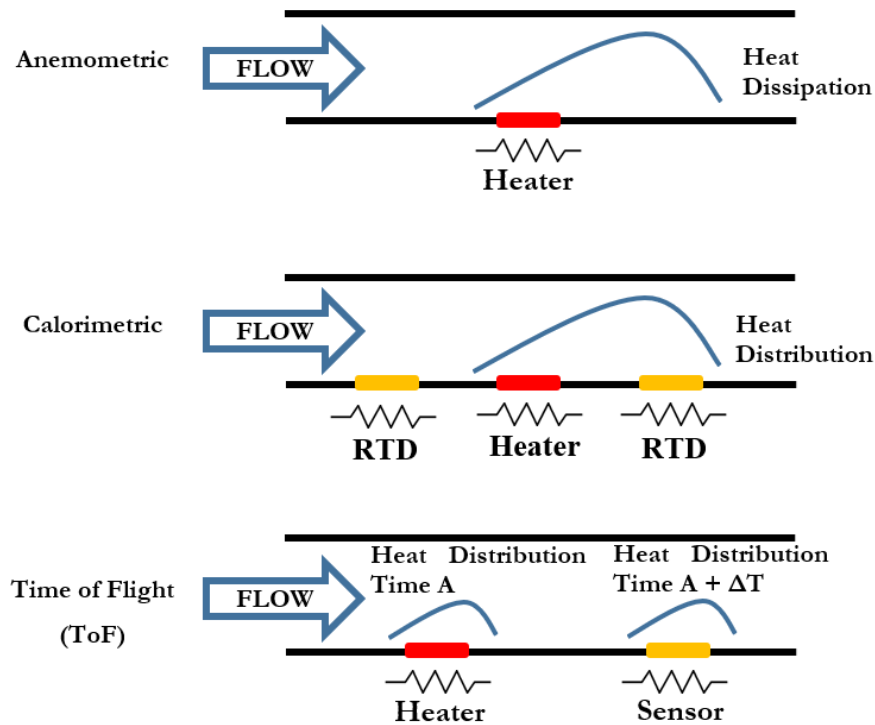 Anemometric
FLOW
Heat
Dissipation
Heater
Calorimetric
FLOW
Heat
Distribution
RTD
Heater
RTD
Time of Flight
(ToF)
FLOW
Heat Distribution
Time A
Heat Distribution
Time A + ΔT
Heater
Sensor